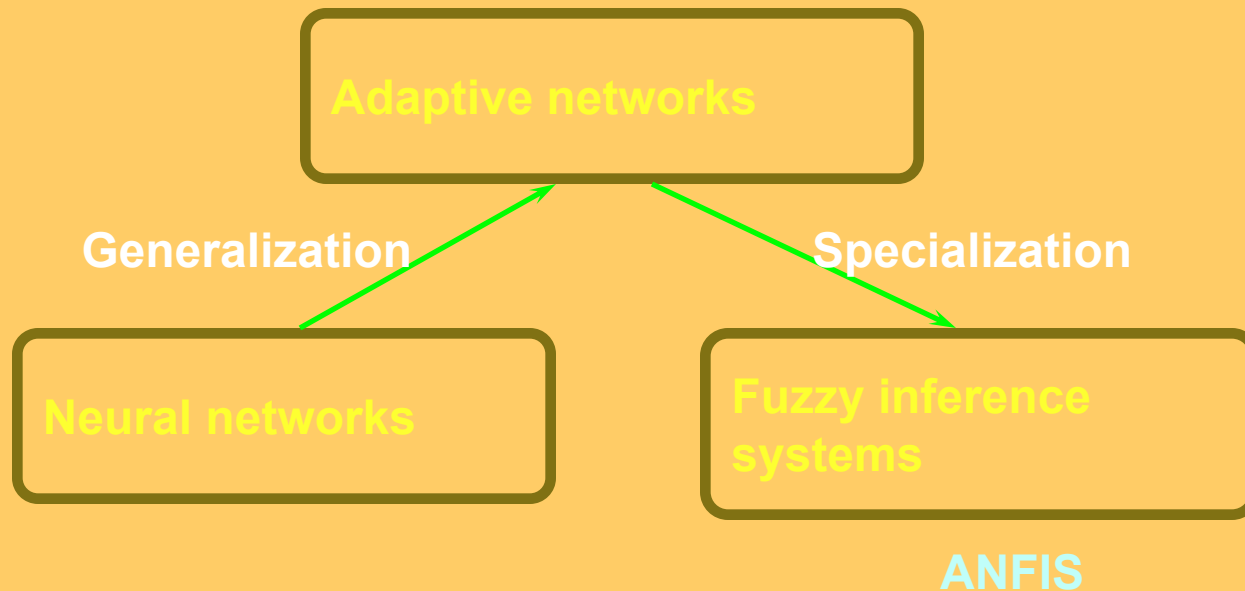 Adaptive networks
Generalization
Specialization
Neural networks
Fuzzy inference
systems
ANFIS